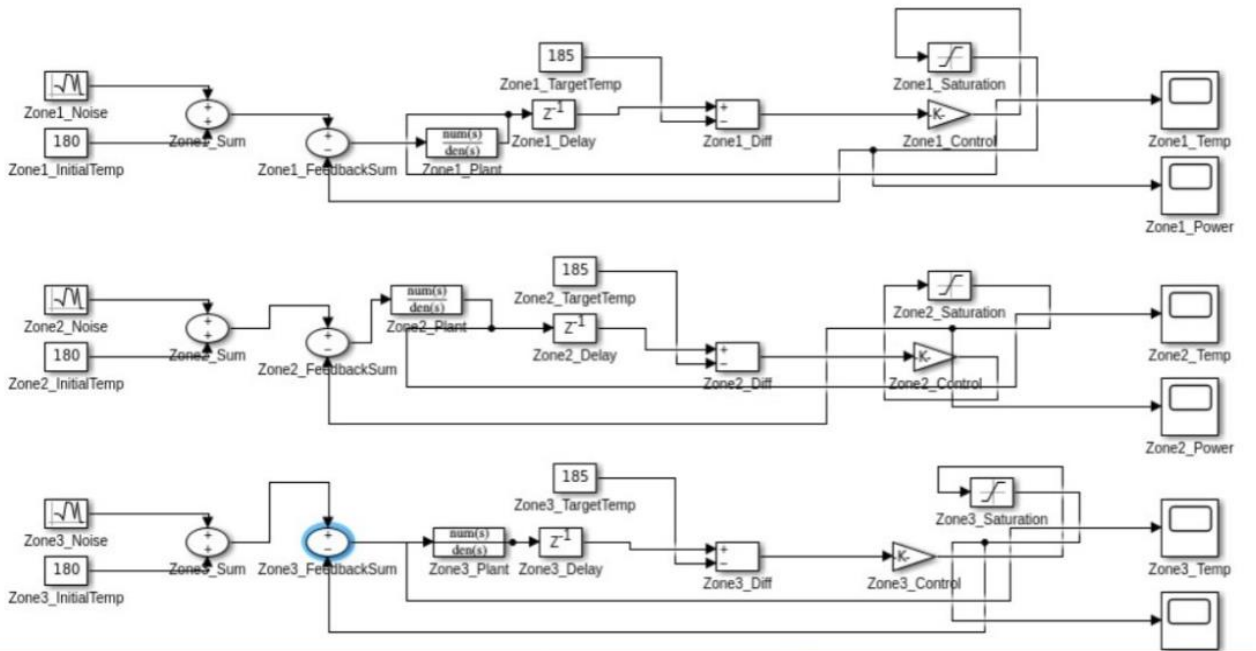 185
Zone1_TargetTemp
Zone1_Saturation
Zone1_Noise
180
Zone1_InitialTemp
+
+
Zone1_Sum
+
−
Zone1_FeedbackSum
num(s)
den(s)
Zone1_Plant
Z-1
Zone1_Delay
+
−
Zone1_Diff
-K-
Zone1_Control
Zone1_Temp
Zone1_Power
185
Zone2_TargetTemp
Zone2_Saturation
Zone2_Noise
180
Zone2_InitialTemp
+
+
Zone2_Sum
+
−
Zone2_FeedbackSum
num(s)
den(s)
Zone2_Plant
Z-1
Zone2_Delay
+
−
Zone2_Diff
-K-
Zone2_Control
Zone2_Temp
Zone2_Power
185
Zone3_TargetTemp
Zone3_Saturation
Zone3_Noise
180
Zone3_InitialTemp
+
+
Zone3_Sum
+
−
Zone3_FeedbackSum
num(s)
den(s)
Zone3_Plant
Z-1
Zone3_Delay
+
−
Zone3_Diff
-K-
Zone3_Control
Zone3_Temp